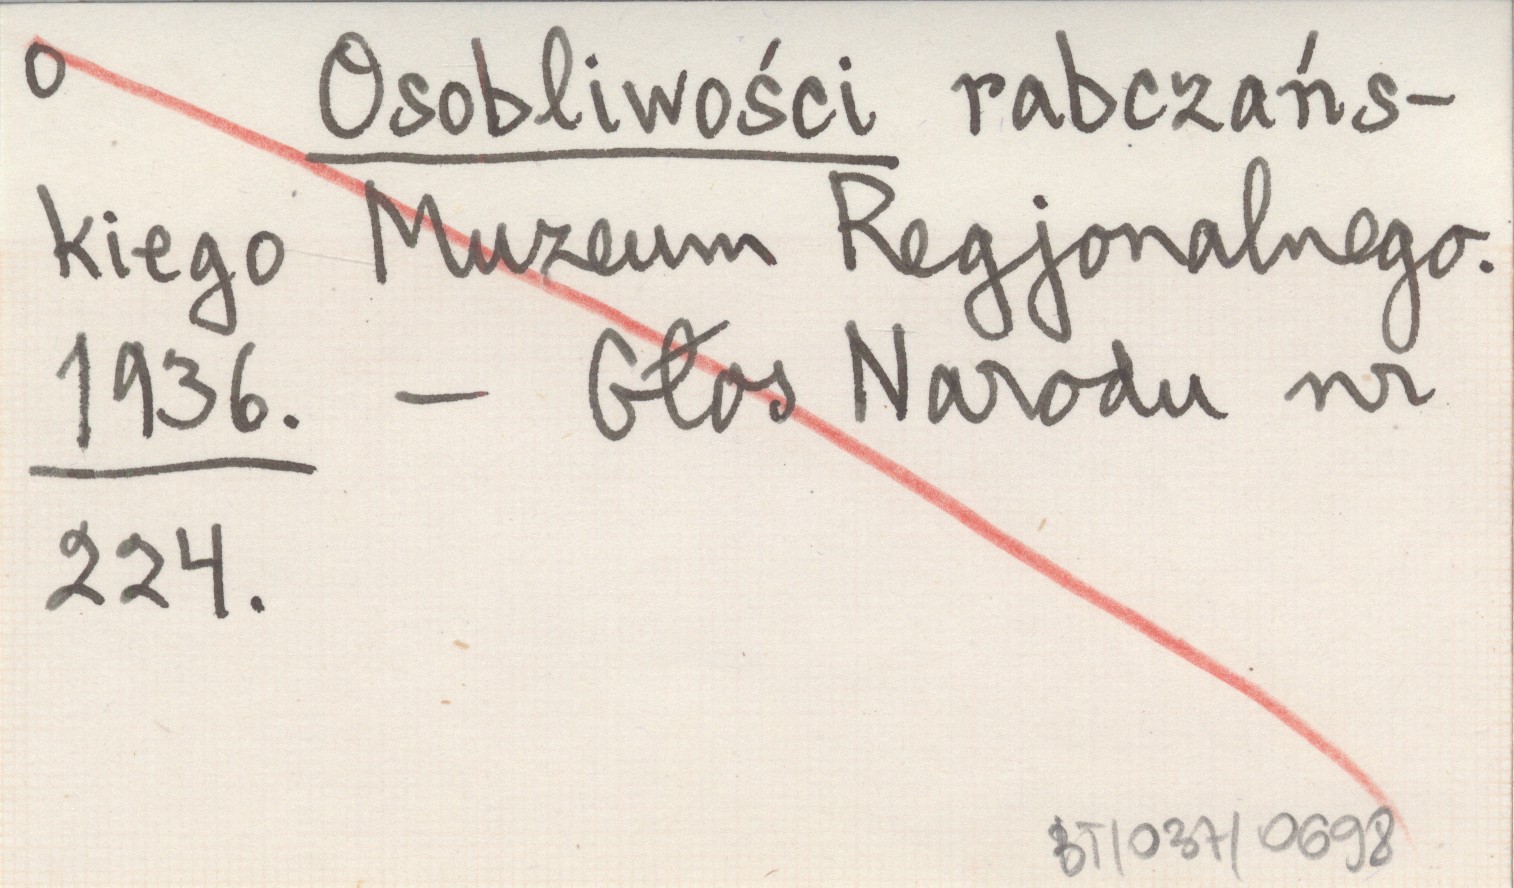 o Osobliwości rabczańs-
kiego Muzeum Regjonalnego.
1936. — Głos Narodu nr
224.
BT/037/0698